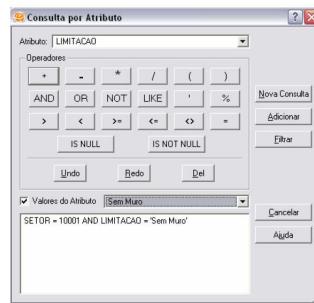 Consulta por Atributo
Atributo: LIMITACAO
Operadores
+ - * / ( )
AND OR NOT LIKE ' %
> < >= <= <> =
IS NULL IS NOT NULL
Undo Redo Del
Nova Consulta
Adicionar
Filtrar
Valores do Atributo Sem Muro
SETOR = 10001 AND LIMITACAO = 'Sem Muro'
Cancelar
Ajuda